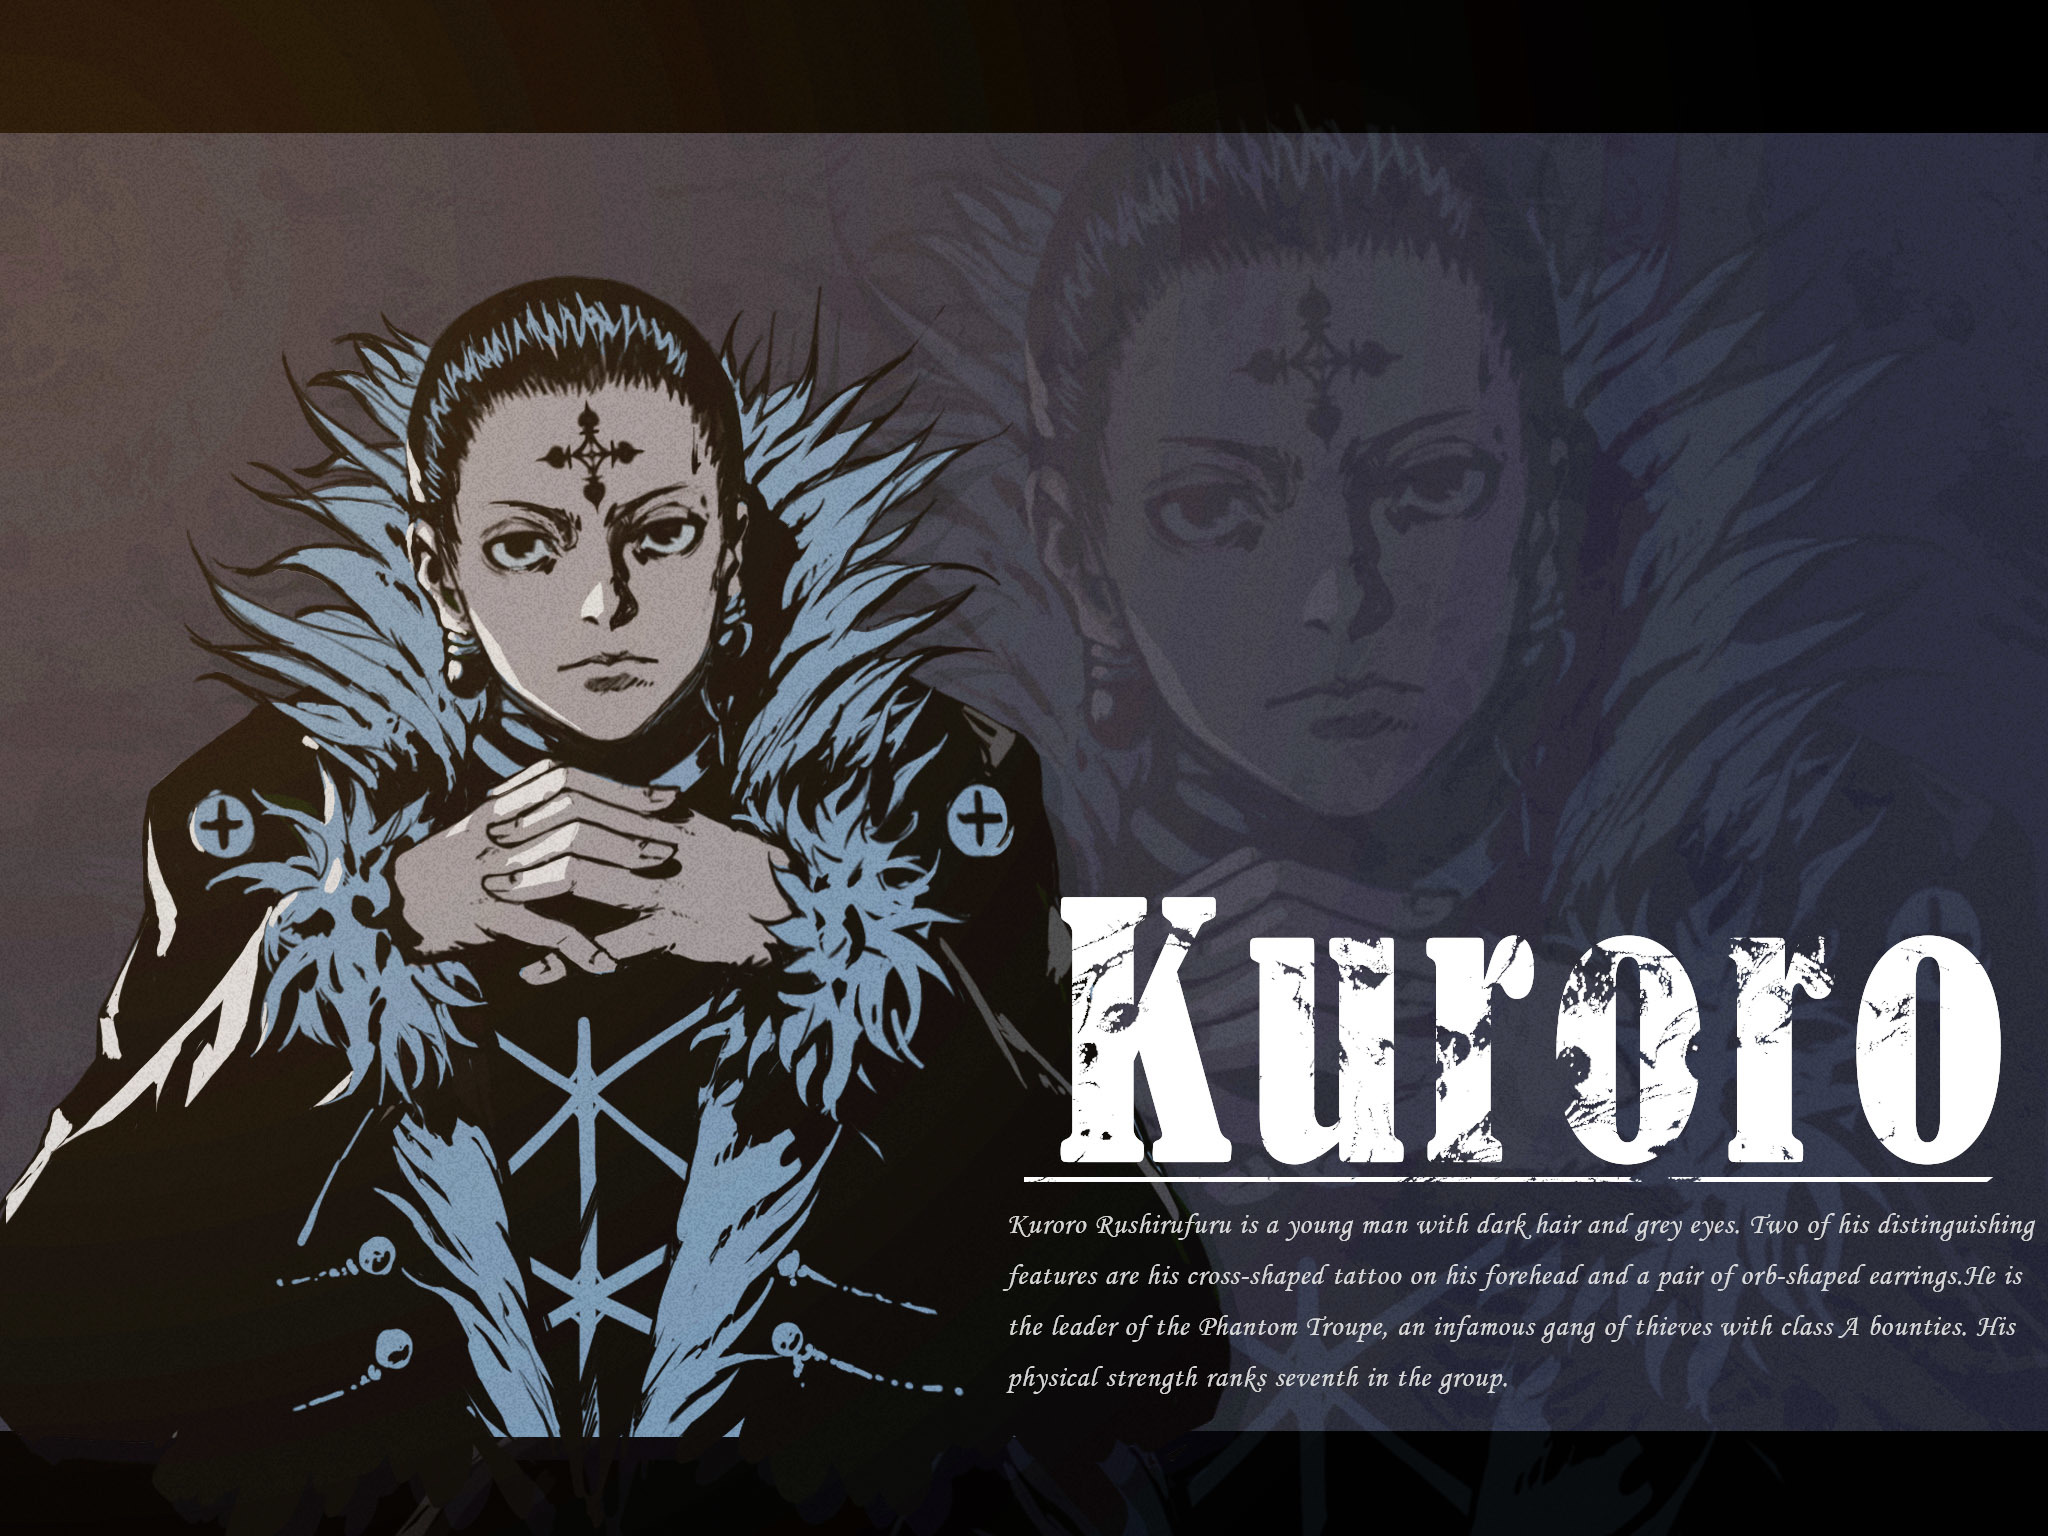 Kuroro
Kuroro Rushirufuru is a young man with dark hair and grey eyes. Two of his distinguishing
features are his cross-shaped tattoo on his forehead and a pair of orb-shaped earrings.He is
the leader of the Phantom Troupe, an infamous gang of thieves with class A bounties. His
physical strength ranks seventh in the group.